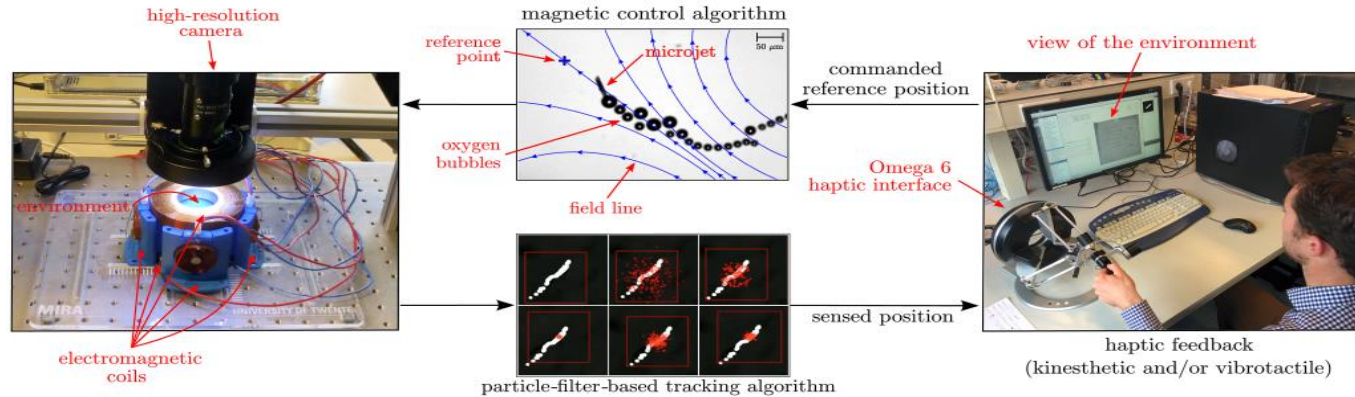 high-resolution
camera
environment
MIRA
UNIVERSITY OF TWENTE
electromagnetic
coils
magnetic control algorithm
reference
point
microjet
50 μm
oxygen
bubbles
field line
particle-filter-based tracking algorithm
commanded
reference position
sensed position
view of the environment
Omega 6
haptic interface
haptic feedback
(kinesthetic and/or vibrotactile)